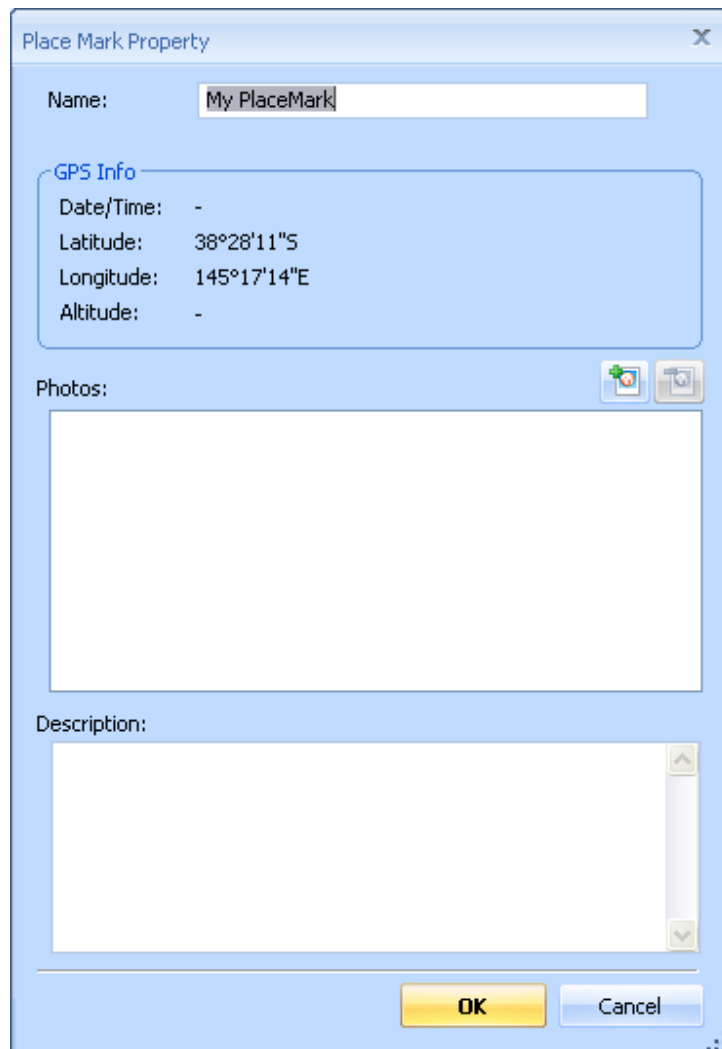 Place Mark Property
Name: My PlaceMark
GPS Info
Date/Time: -
Latitude: 38°28'11"S
Longitude: 145°17'14"E
Altitude: -
Photos:
Description:
OK Cancel